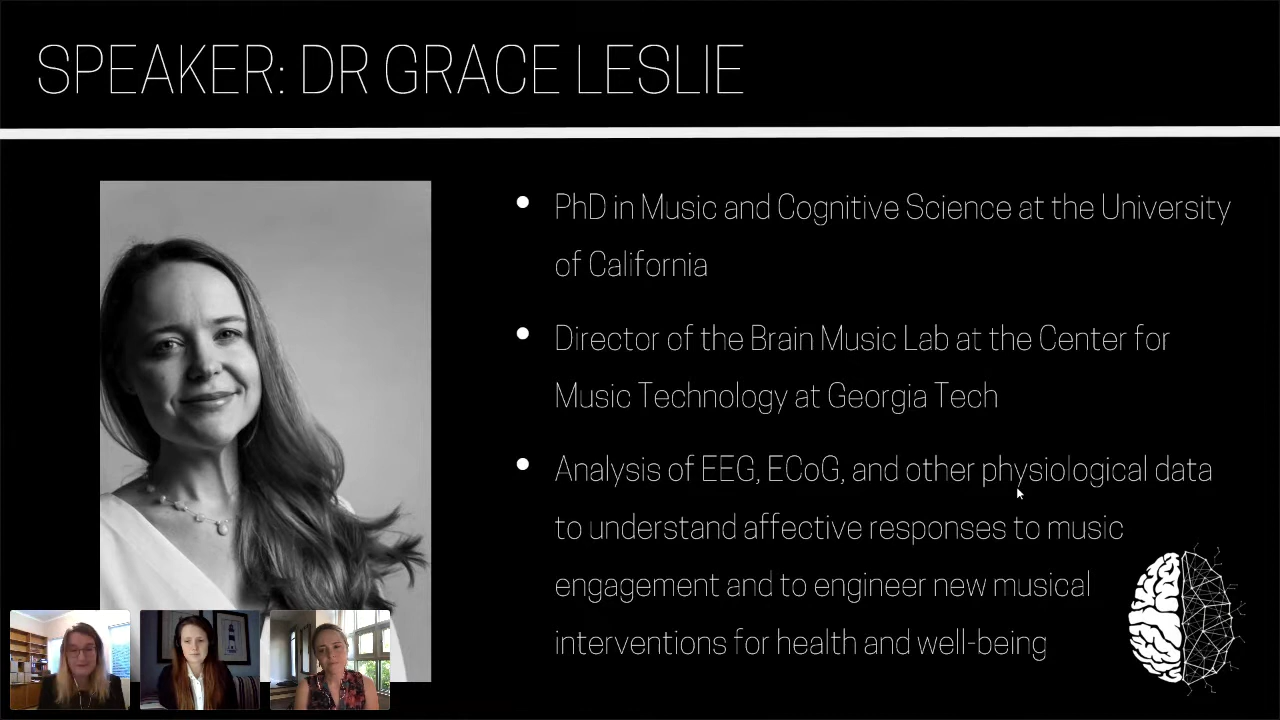 SPEAKER: DR GRACE LESLIE
PhD in Music and Cognitive Science at the University
of California
Director of the Brain Music Lab at the Center for
Music Technology at Georgia Tech
Analysis of EEG, ECoG, and other physiological data
to understand affective responses to music
engagement and to engineer new musical
interventions for health and well-being